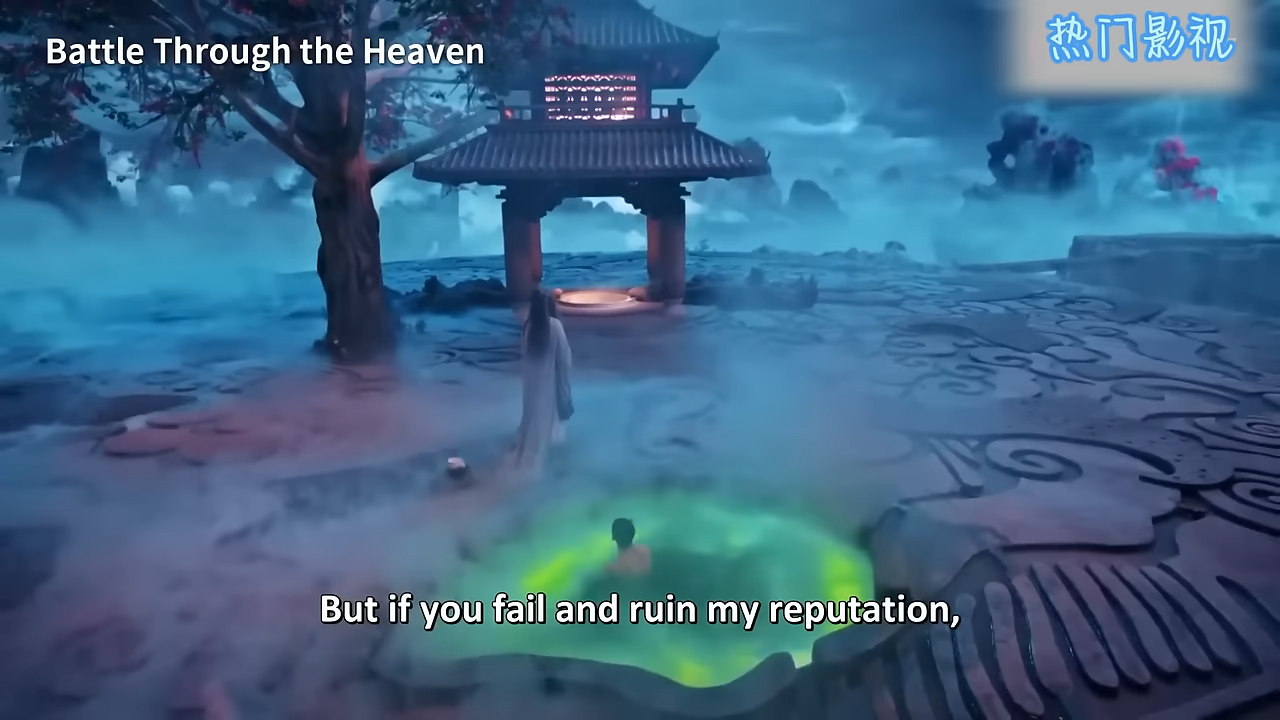 Battle Through the Heaven
热门影视
But if you fail and ruin my reputation,